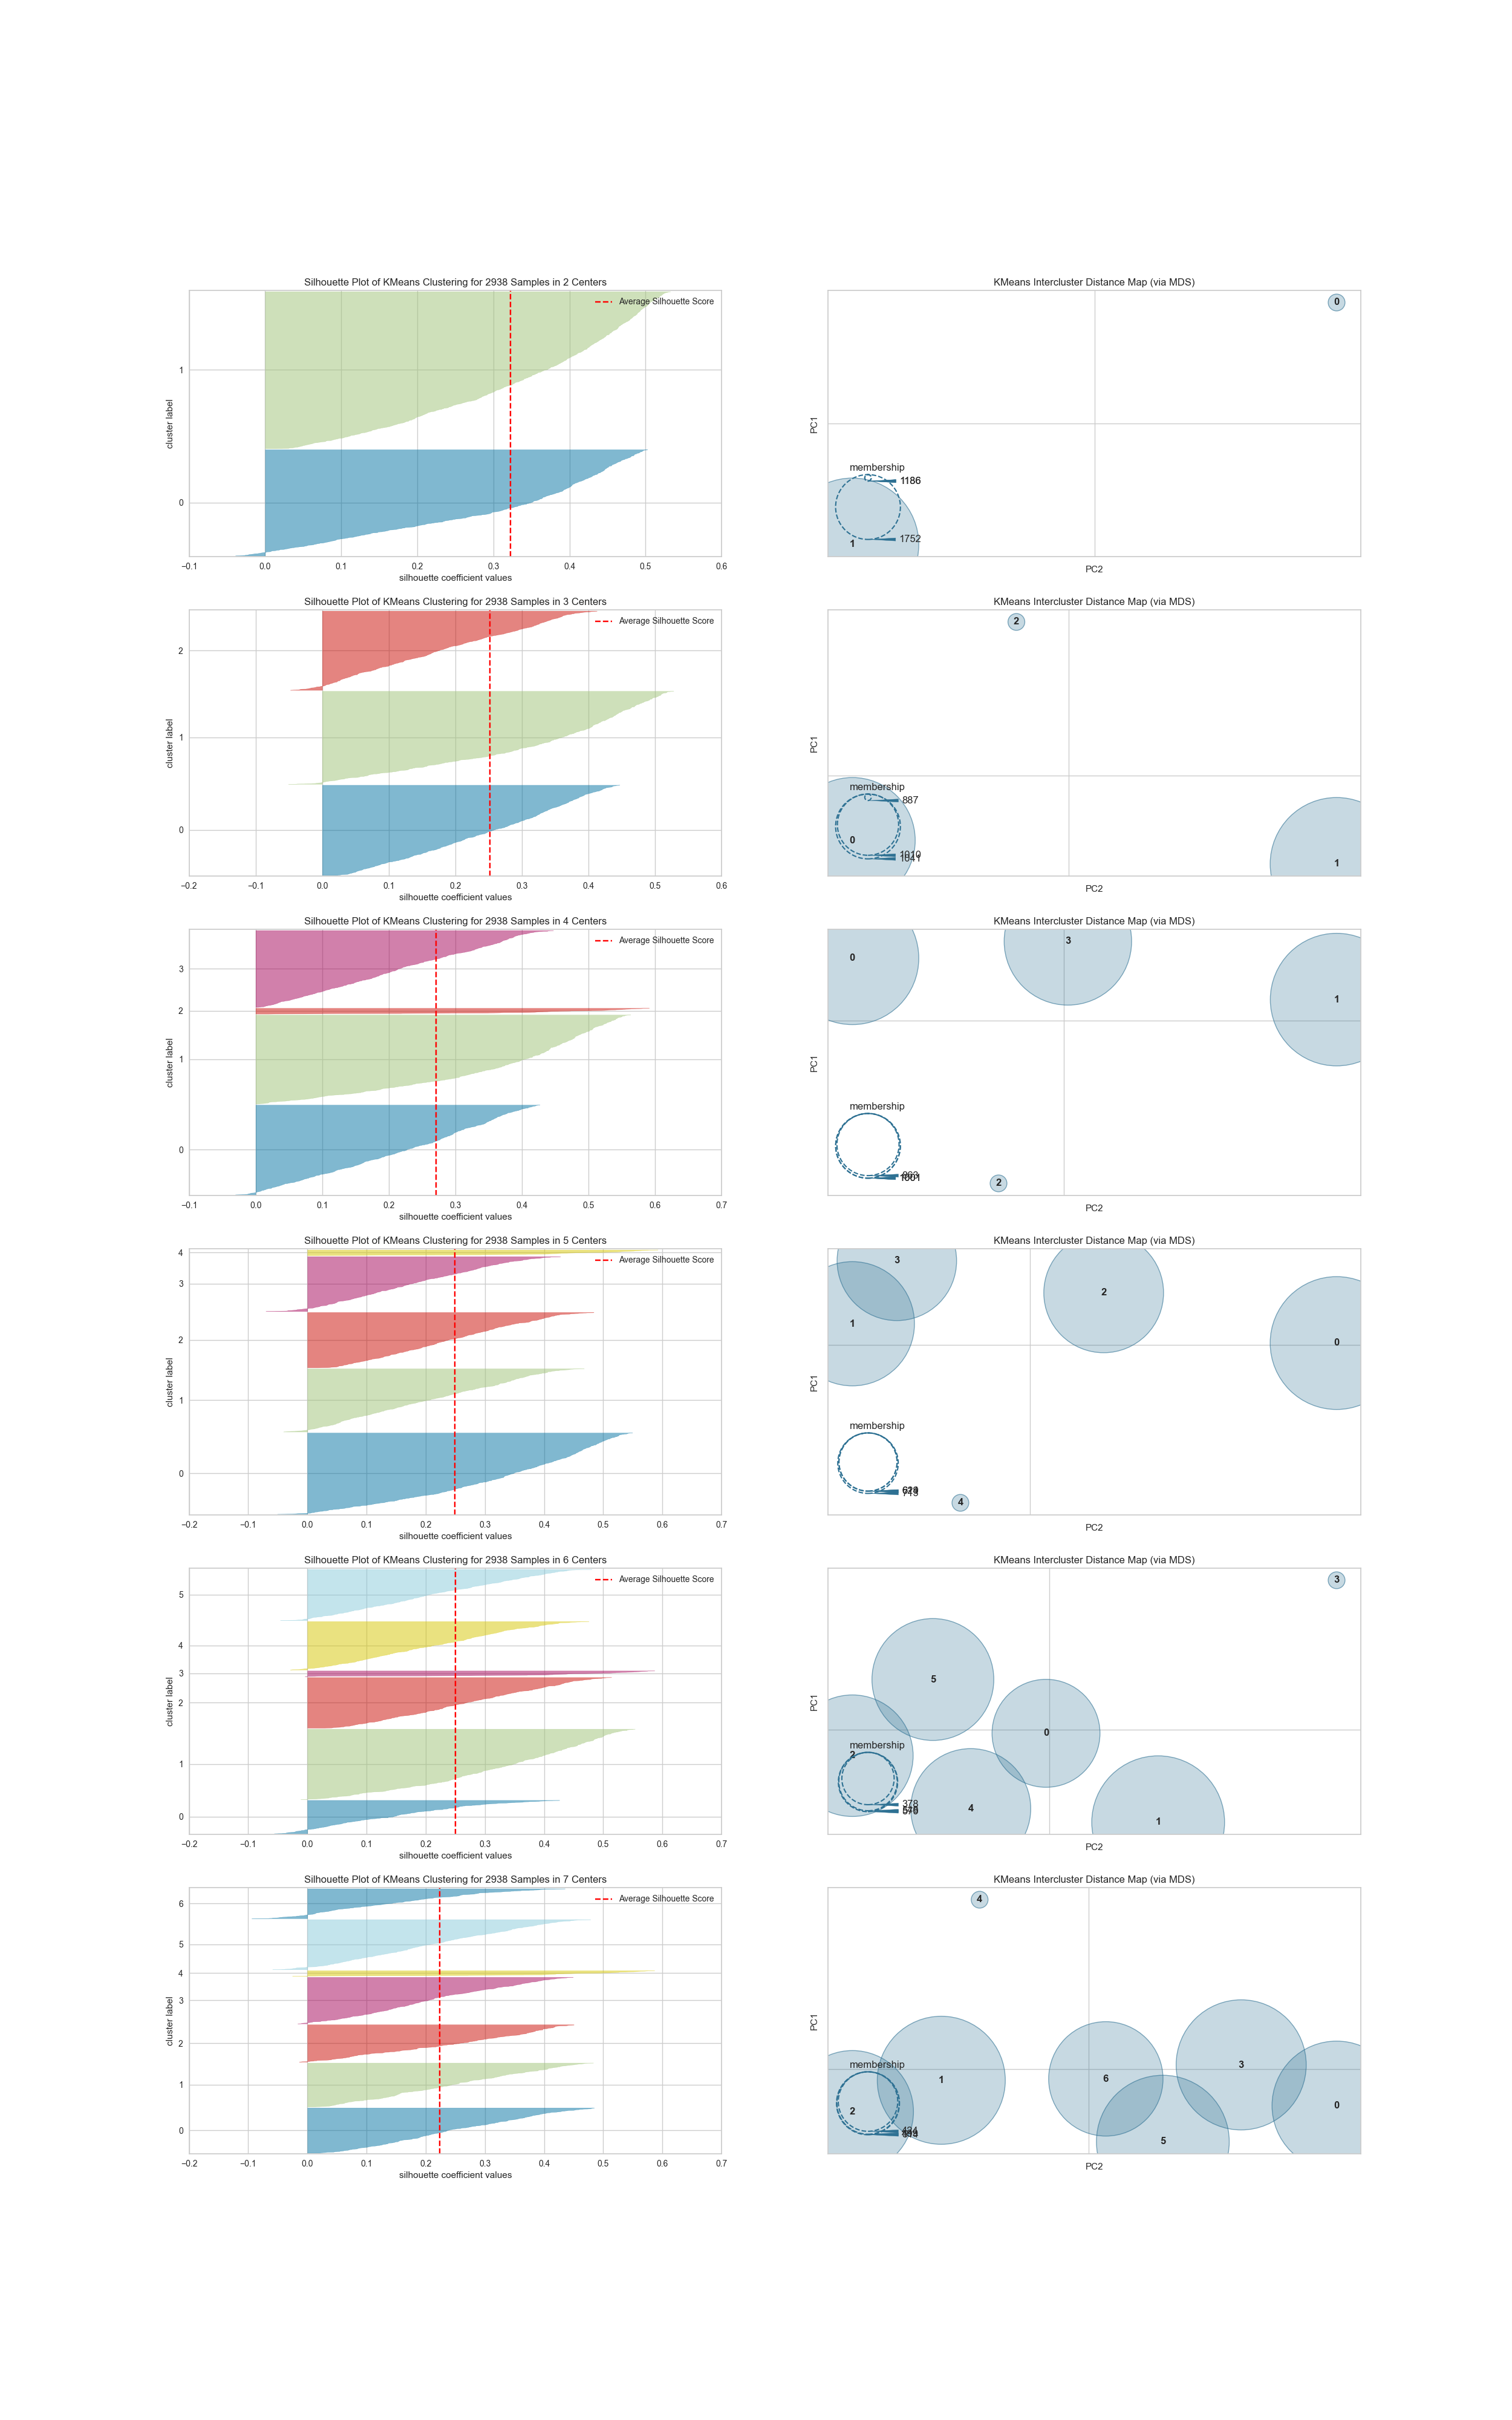 Silhouette Plot of KMeans Clustering for 2938 Samples in 2 Centers
Average Silhouette Score
1
0
cluster label
−0.1 0.0 0.1 0.2 0.3 0.4 0.5 0.6
silhouette coefficient values
KMeans Intercluster Distance Map (via MDS)
0
PC1
membership
1186
1752
1
PC2
Silhouette Plot of KMeans Clustering for 2938 Samples in 3 Centers
Average Silhouette Score
2
1
0
cluster label
−0.2 −0.1 0.0 0.1 0.2 0.3 0.4 0.5 0.6
silhouette coefficient values
KMeans Intercluster Distance Map (via MDS)
2
PC1
membership
887
0
1
PC2
Silhouette Plot of KMeans Clustering for 2938 Samples in 4 Centers
Average Silhouette Score
3
2
1
0
cluster label
−0.1 0.0 0.1 0.2 0.3 0.4 0.5 0.6 0.7
silhouette coefficient values
KMeans Intercluster Distance Map (via MDS)
3
0
1
PC1
membership
2
PC2
Silhouette Plot of KMeans Clustering for 2938 Samples in 5 Centers
Average Silhouette Score
4
3
2
1
0
cluster label
−0.2 −0.1 0.0 0.1 0.2 0.3 0.4 0.5 0.6 0.7
silhouette coefficient values
KMeans Intercluster Distance Map (via MDS)
3
2
1
0
PC1
membership
4
PC2
Silhouette Plot of KMeans Clustering for 2938 Samples in 6 Centers
Average Silhouette Score
5
4
3
2
1
0
cluster label
−0.2 −0.1 0.0 0.1 0.2 0.3 0.4 0.5 0.6 0.7
silhouette coefficient values
KMeans Intercluster Distance Map (via MDS)
3
5
PC1
0
membership
2
378
4
1
PC2
Silhouette Plot of KMeans Clustering for 2938 Samples in 7 Centers
Average Silhouette Score
6
5
4
3
2
1
0
cluster label
−0.2 −0.1 0.0 0.1 0.2 0.3 0.4 0.5 0.6 0.7
silhouette coefficient values
KMeans Intercluster Distance Map (via MDS)
4
PC1
membership
3
1
6
0
2
5
PC2